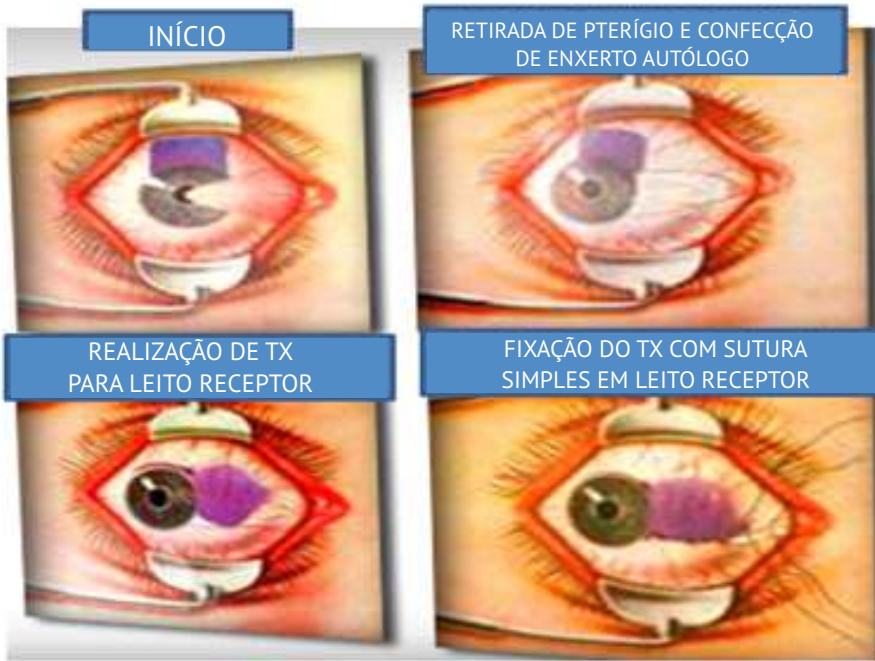 INÍCIO
RETIRADA DE PTERÍGIO E CONFECÇÃO
DE ENXERTO AUTÓLOGO
REALIZAÇÃO DE TX
PARA LEITO RECEPTOR
FIXAÇÃO DO TX COM SUTURA
SIMPLES EM LEITO RECEPTOR